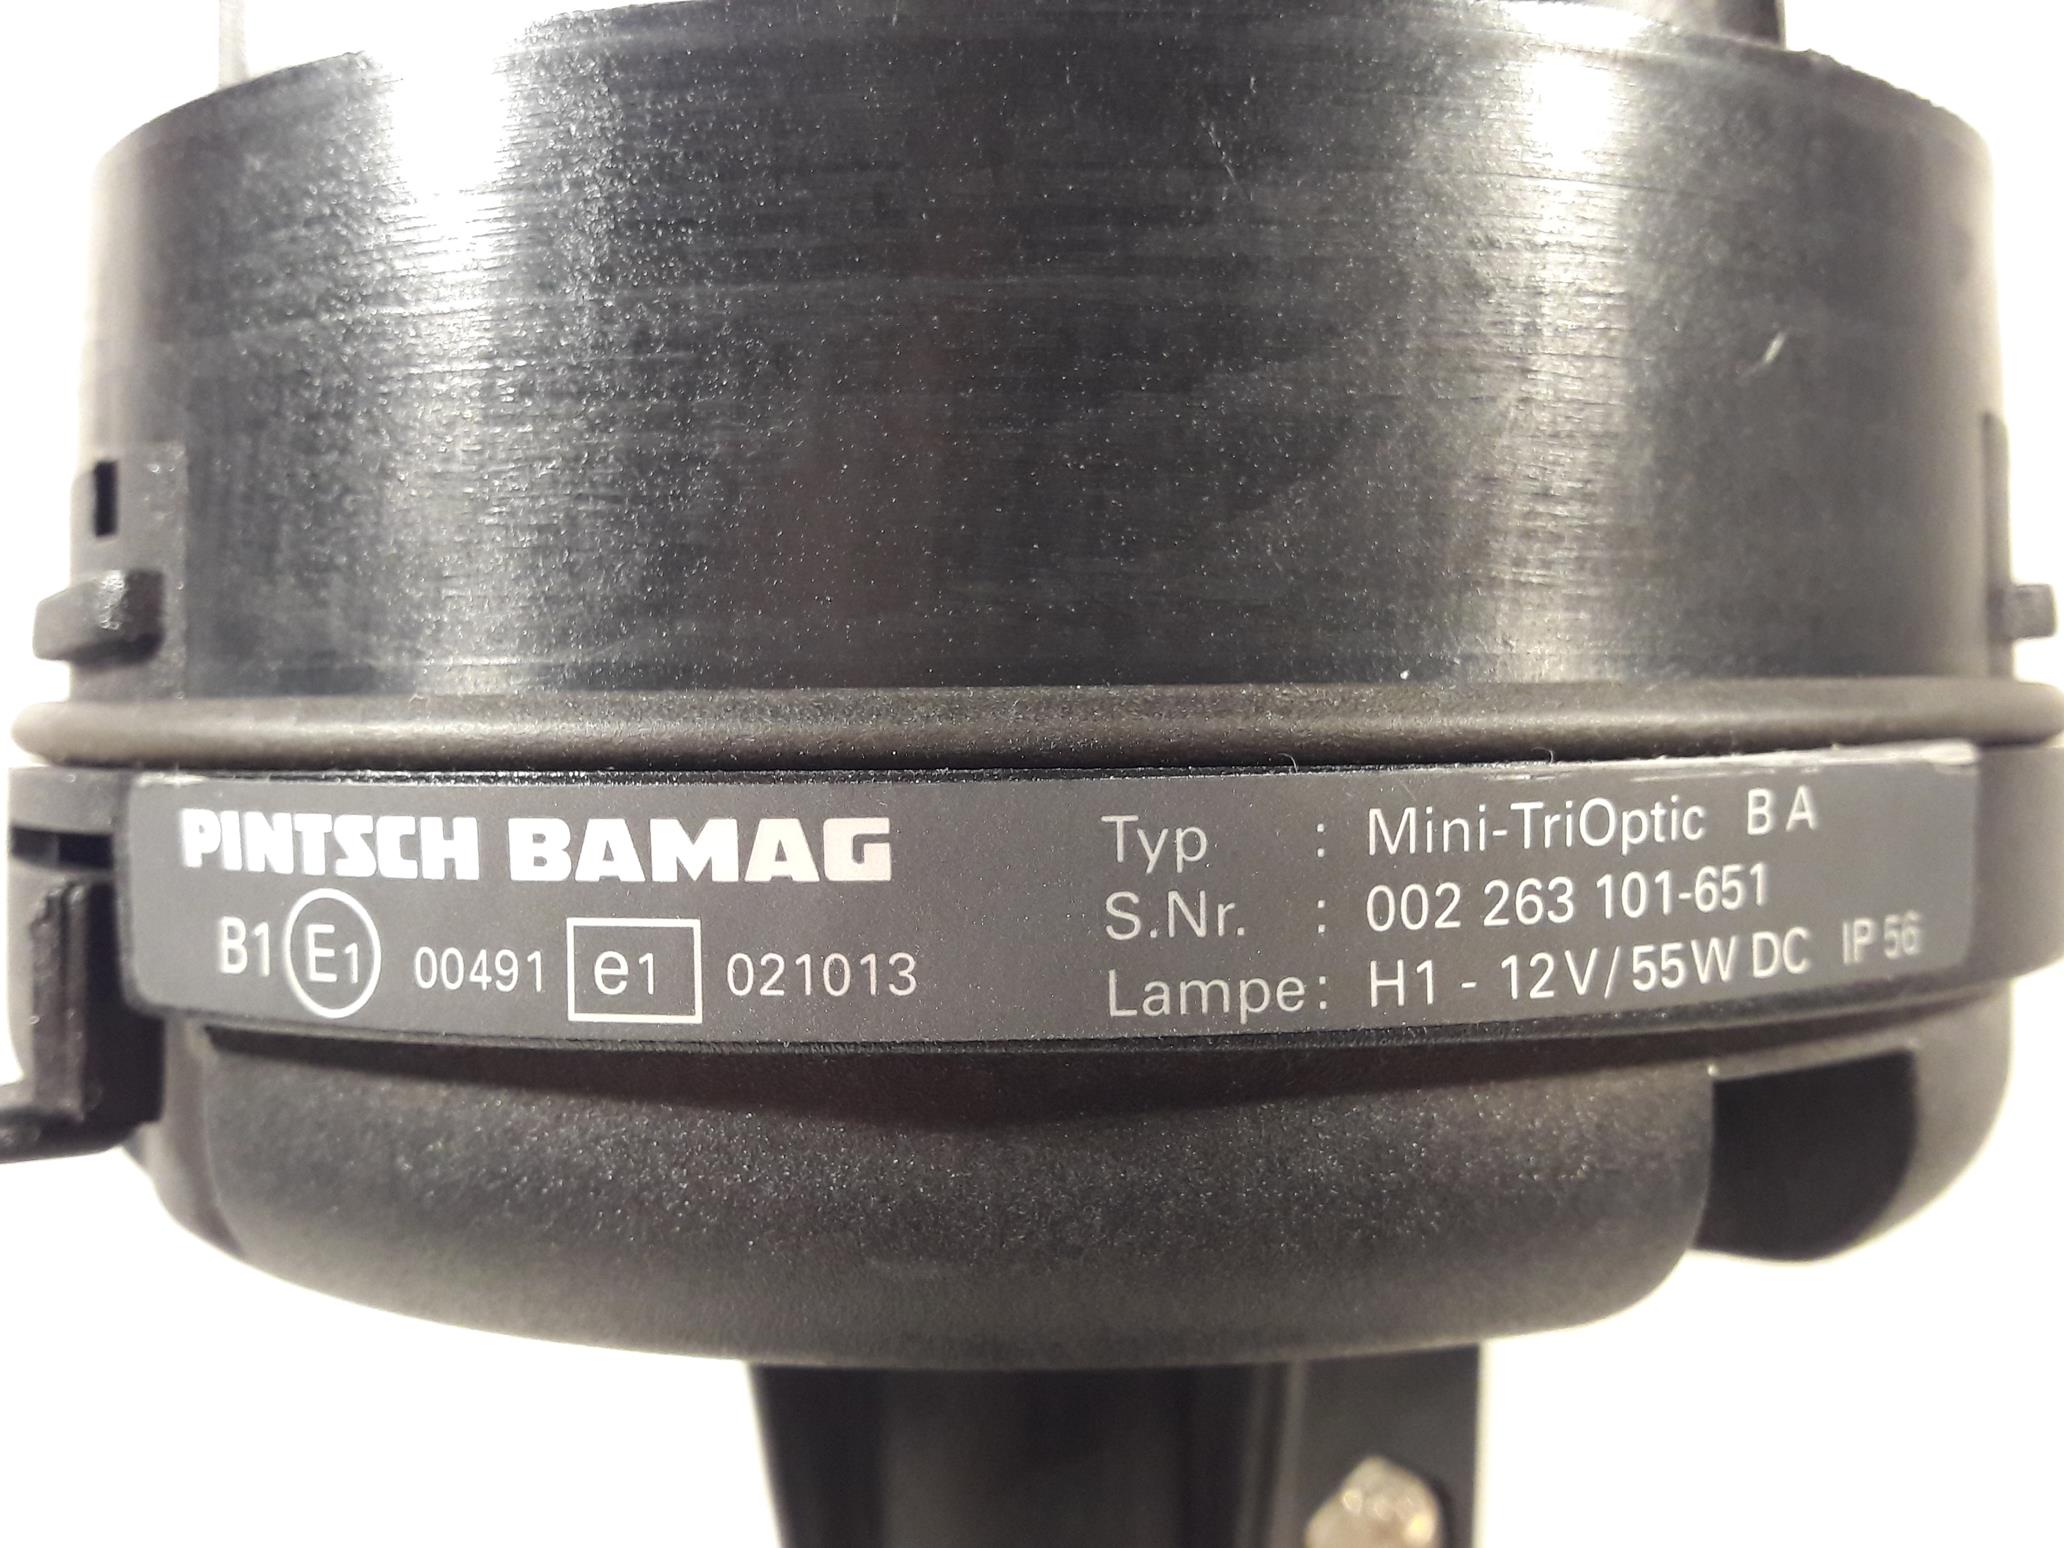 PINTSCH BAMAG
B1 E1 00491 e1 021013
Typ : Mini-TriOptic B A
S.Nr. : 002 263 101-651
Lampe: H1 - 12V/55W DC IP 56